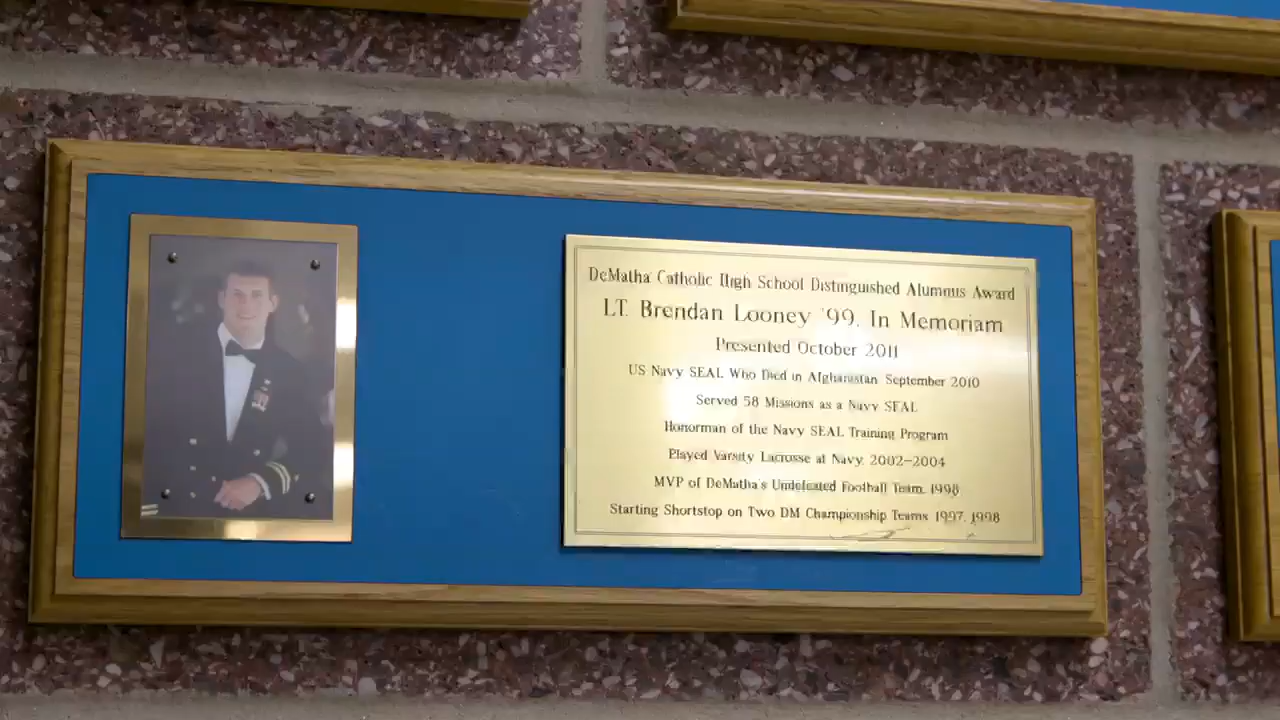 DeMatha Catholic High School Distinguished Alumnus Award
LT. Brendan Looney '99, In Memoriam
Presented October 2011
US Navy SEAL Who Died in Afghanistan September 2010
Served 58 Missions as a Navy SEAL
Honorman of the Navy SEAL Training Program
Played Varsity Lacrosse at Navy, 2002-2004
MVP of DeMatha's Undefeated Football Team, 1998
Starting Shortstop on Two DM Championship Teams 1997, 1998